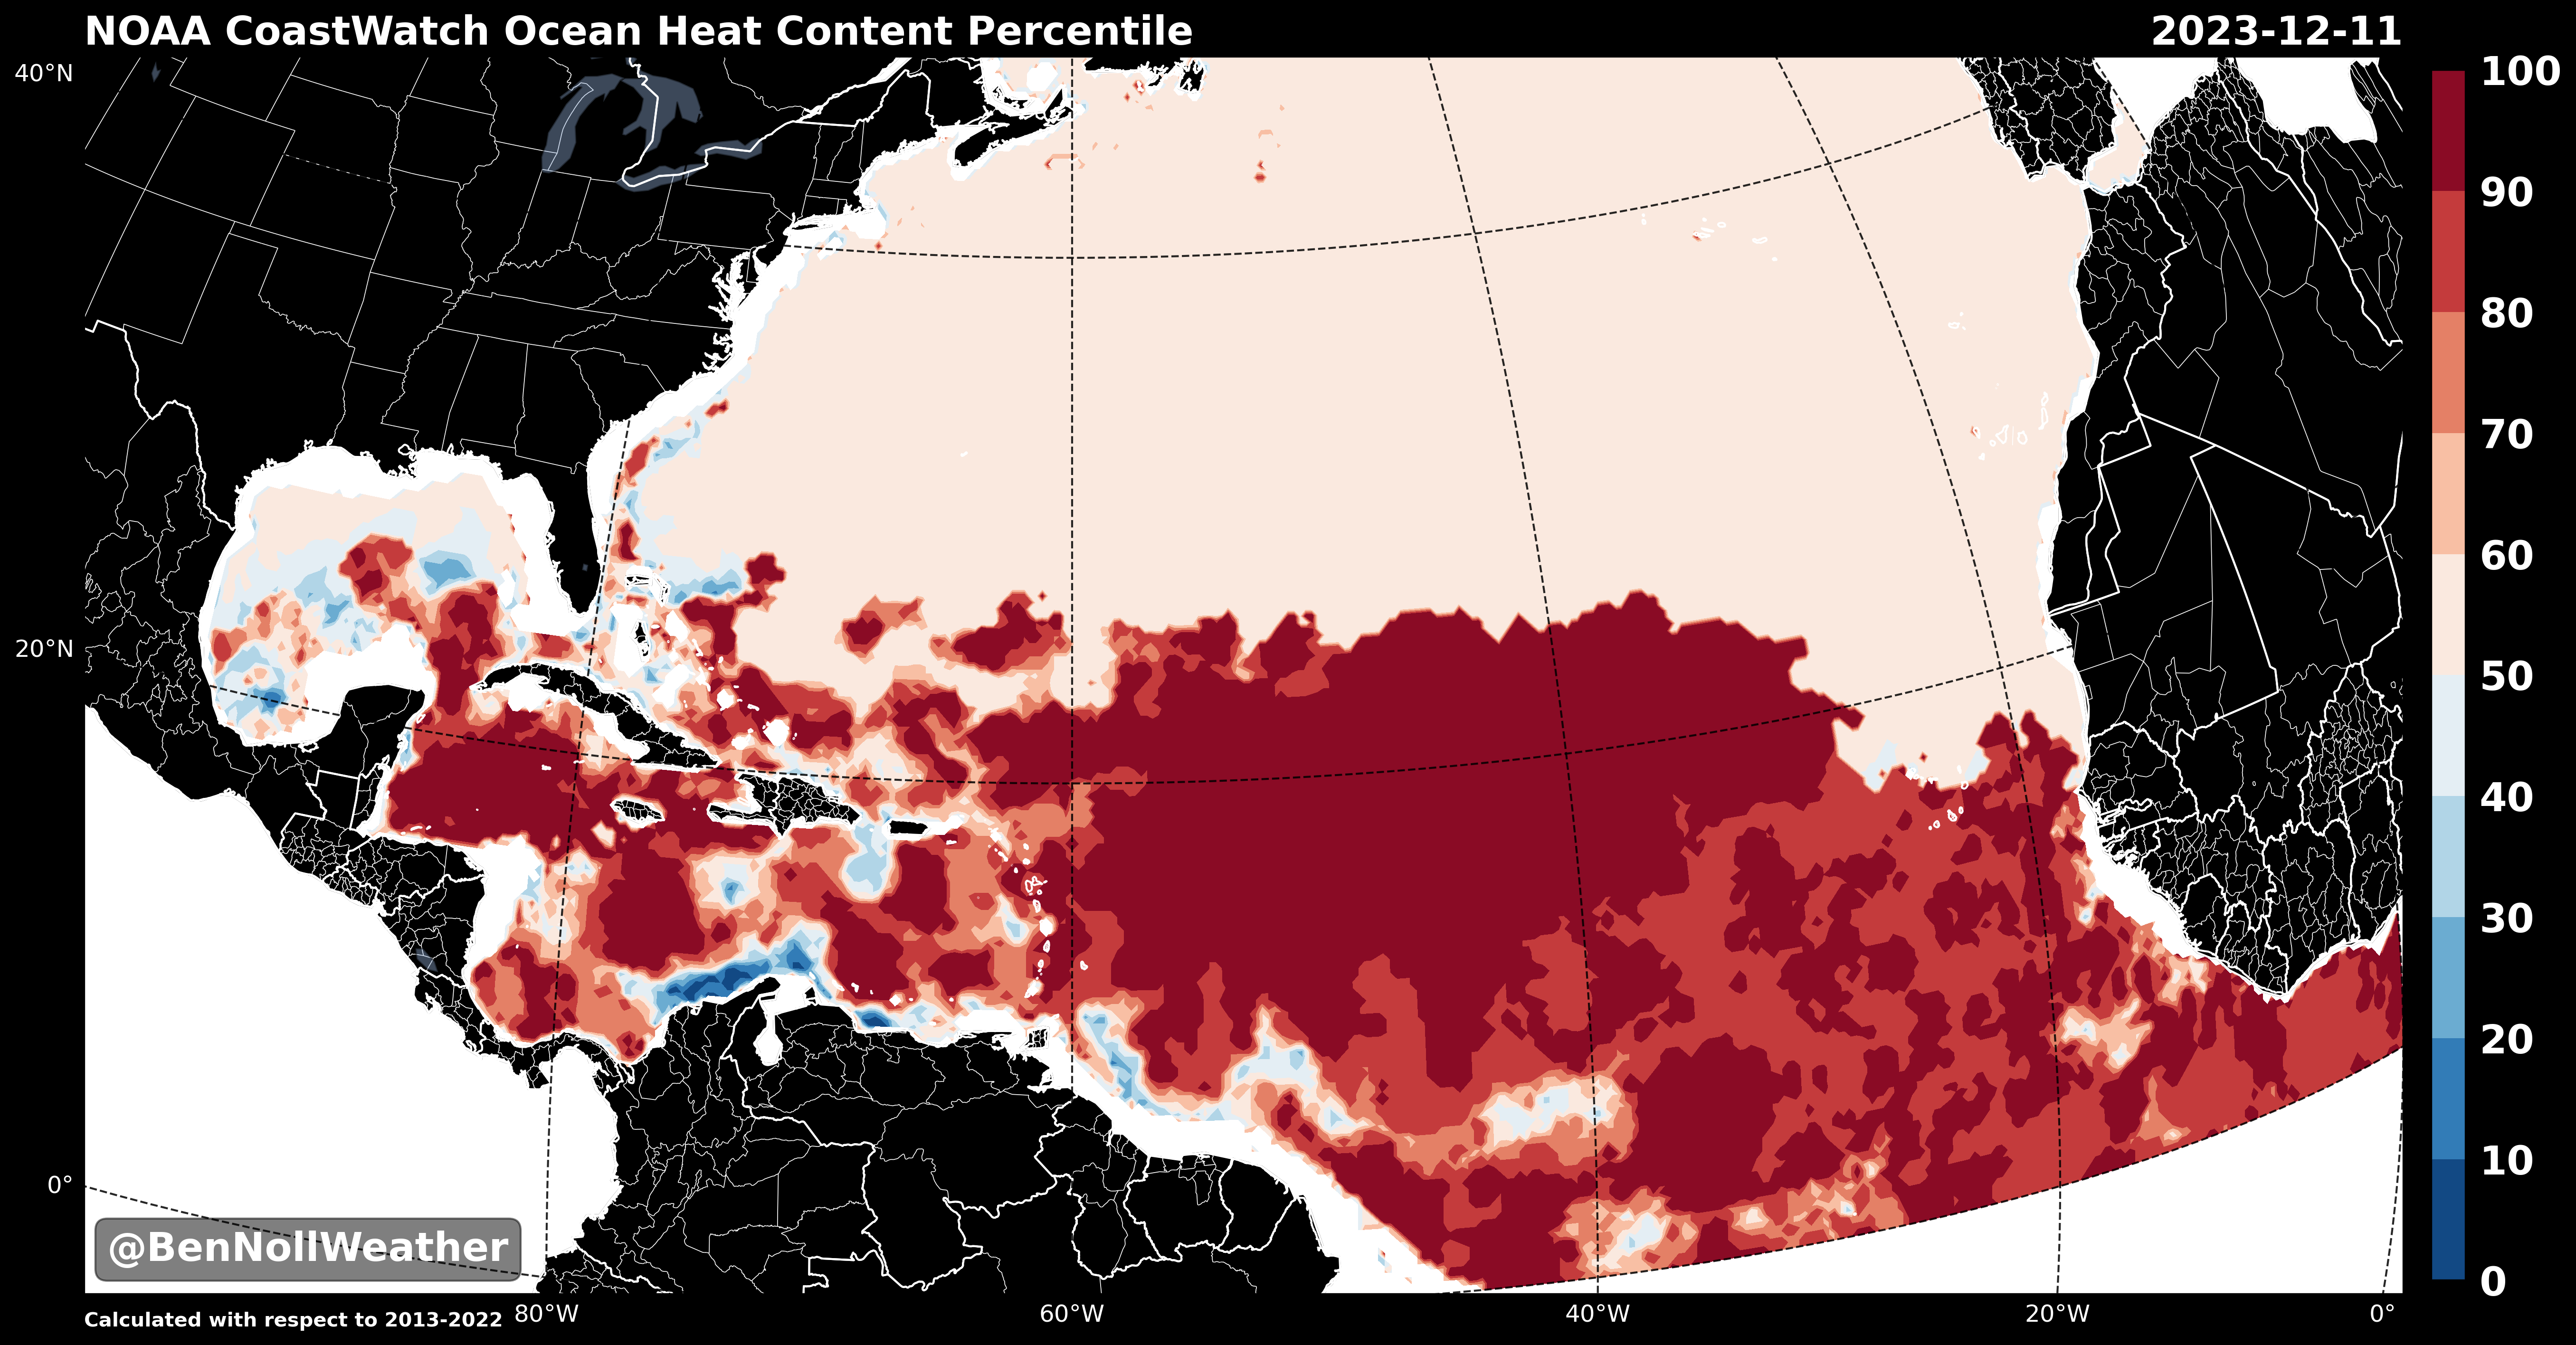 NOAA CoastWatch Ocean Heat Content Percentile
2023-12-11
40°N
20°N
0°
100
90
80
70
60
50
40
30
20
10
0
@BenNollWeather
Calculated with respect to 2013-2022
80°W
60°W
40°W
20°W
0°